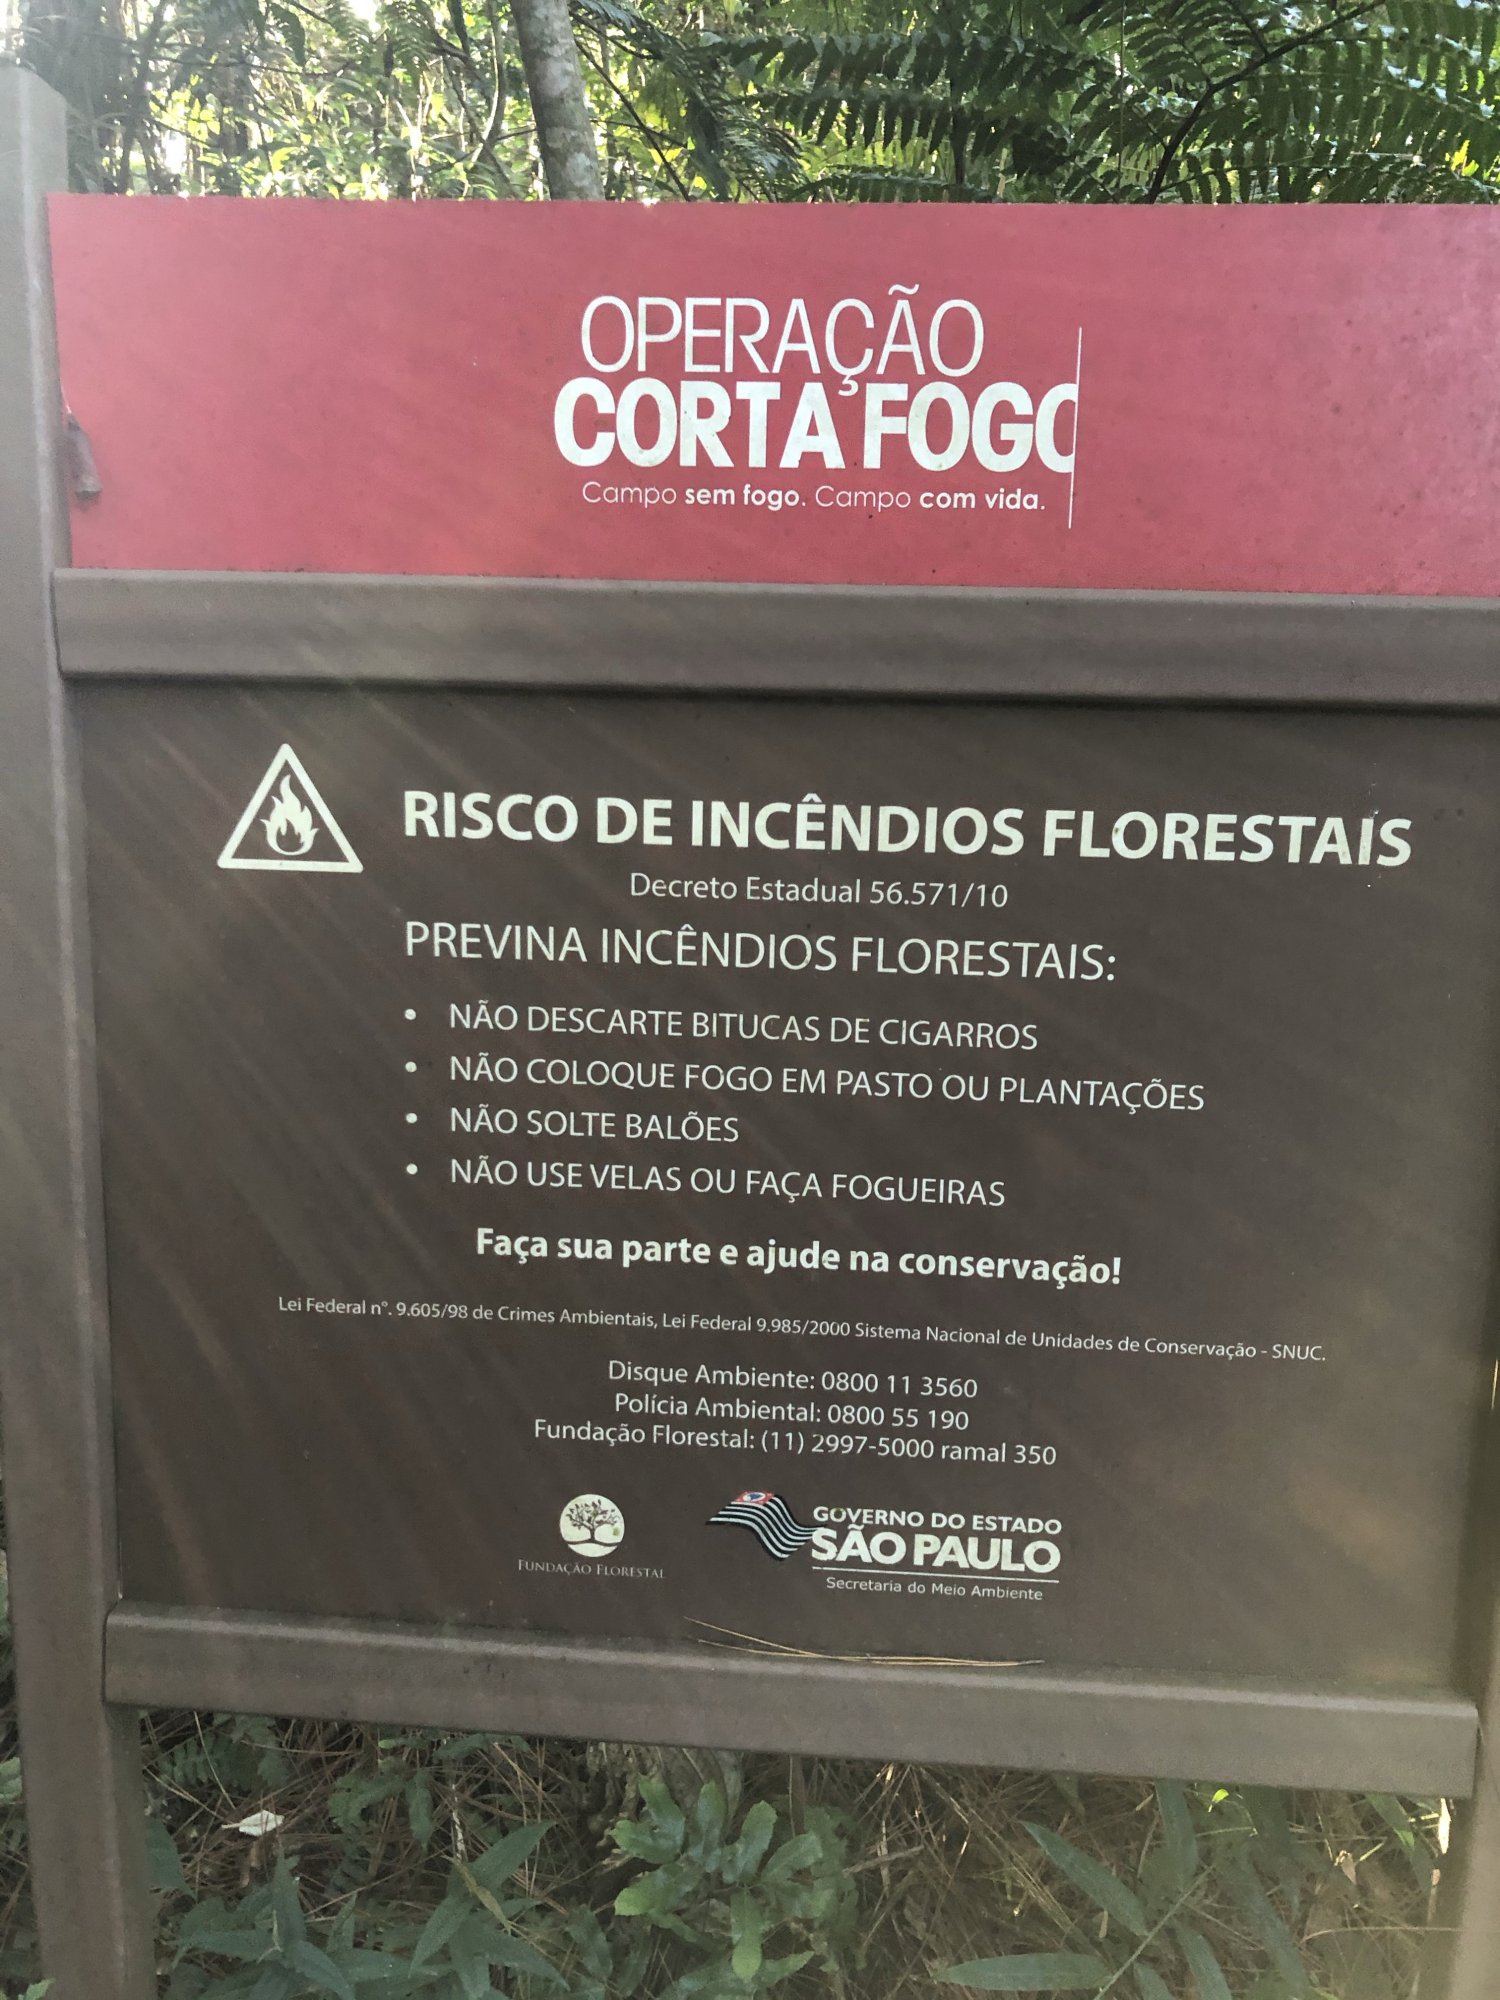 OPERAÇÃO
CORTA FOGO
Campo sem fogo. Campo com vida.
RISCO DE INCÊNDIOS FLORESTAIS
Decreto Estadual 56.571/10
PREVINA INCÊNDIOS FLORESTAIS:
• NÃO DESCARTE BITUCAS DE CIGARROS
• NÃO COLOQUE FOGO EM PASTO OU PLANTAÇÕES
• NÃO SOLTE BALÕES
• NÃO USE VELAS OU FAÇA FOGUEIRAS
Faça sua parte e ajude na conservação!
Lei Federal n°. 9.605/98 de Crimes Ambientais, Lei Federal 9.985/2000 Sistema Nacional de Unidades de Conservação - SNUC.
Disque Ambiente: 0800 11 3560
Polícia Ambiental: 0800 55 190
Fundação Florestal: (11) 2997-5000 ramal 350
FUNDAÇÃO FLORESTAL
GOVERNO DO ESTADO
SÃO PAULO
Secretaria do Meio Ambiente